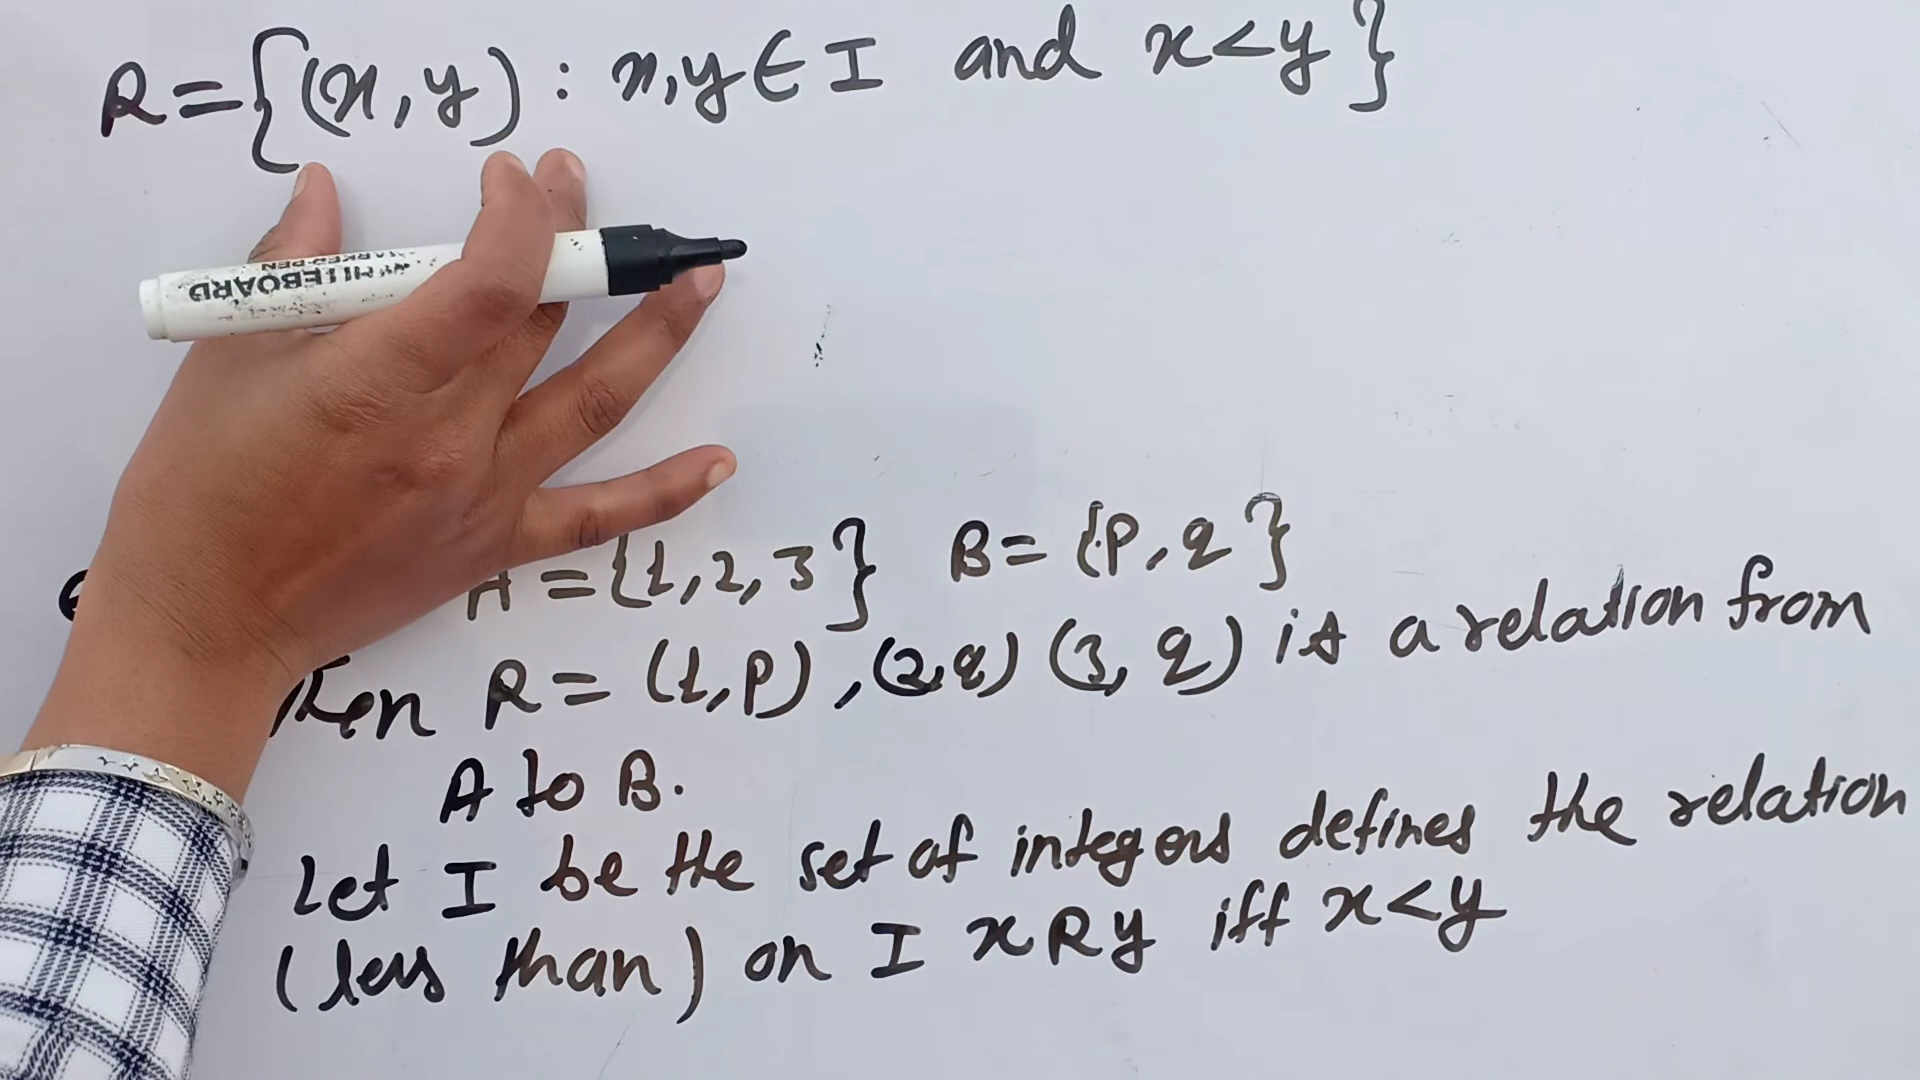 R={(x,y) : x,y∈I and x<y}
WHITEBOARD
MARKER PEN
A={1,2,3} B={p,q}
Then R= (1,p),(2,q) (3,q) is a relation from
A to B.
Let I be the set of integers defines the relation
(less than) on I xRy iff x<y